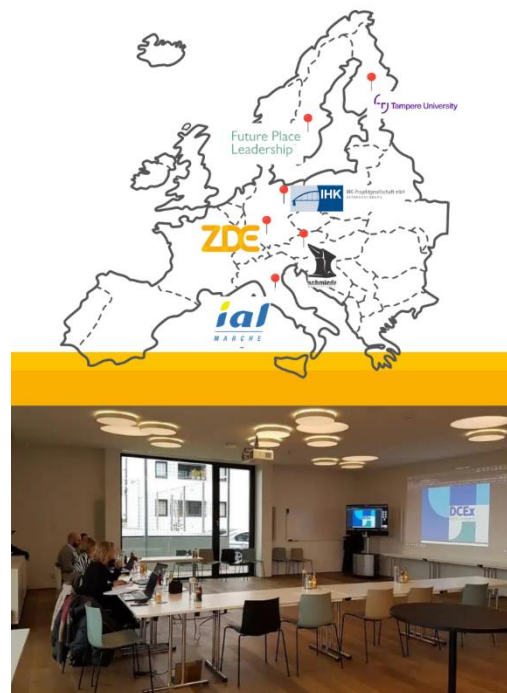 Tampere University
Future Place
Leadership
IHK
IHK-Projektgesellschaft mbH
ZDE
schmiede
ial
MARCHE
DCEx